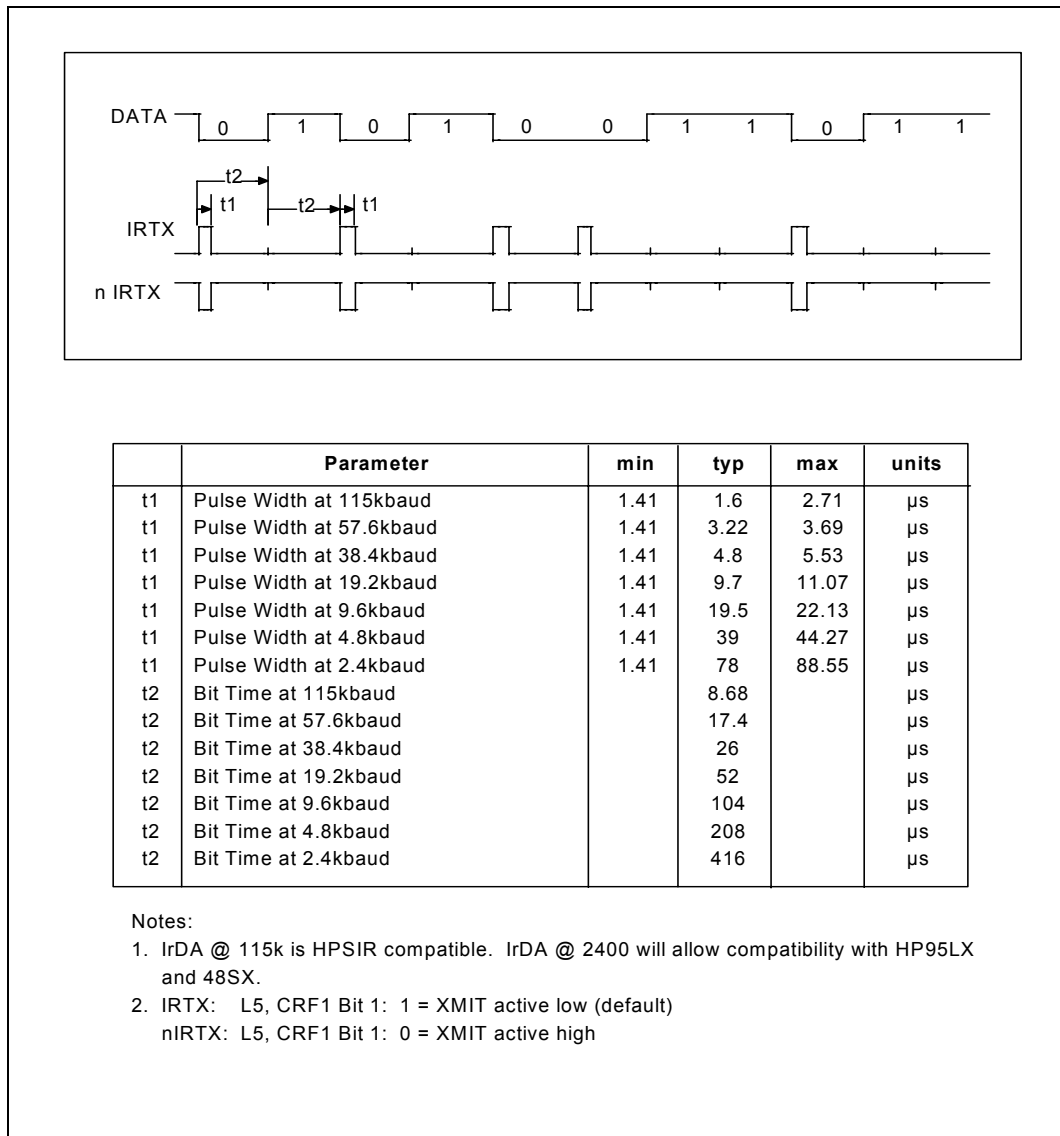 DATA 0 1 0 1 0 0 1 1 0 1 1
t2
t1 t2 t1
IRTX
n IRTX
Parameter min typ max units
t1 Pulse Width at 115kbaud 1.41 1.6 2.71 µs
t1 Pulse Width at 57.6kbaud 1.41 3.22 3.69 µs
t1 Pulse Width at 38.4kbaud 1.41 4.8 5.53 µs
t1 Pulse Width at 19.2kbaud 1.41 9.7 11.07 µs
t1 Pulse Width at 9.6kbaud 1.41 19.5 22.13 µs
t1 Pulse Width at 4.8kbaud 1.41 39 44.27 µs
t1 Pulse Width at 2.4kbaud 1.41 78 88.55 µs
t2 Bit Time at 115kbaud 8.68 µs
t2 Bit Time at 57.6kbaud 17.4 µs
t2 Bit Time at 38.4kbaud 26 µs
t2 Bit Time at 19.2kbaud 52 µs
t2 Bit Time at 9.6kbaud 104 µs
t2 Bit Time at 4.8kbaud 208 µs
t2 Bit Time at 2.4kbaud 416 µs
Notes:
1. IrDA @ 115k is HPSIR compatible. IrDA @ 2400 will allow compatibility with HP95LX
and 48SX.
2. IRTX: L5, CRF1 Bit 1: 1 = XMIT active low (default)
nIRTX: L5, CRF1 Bit 1: 0 = XMIT active high